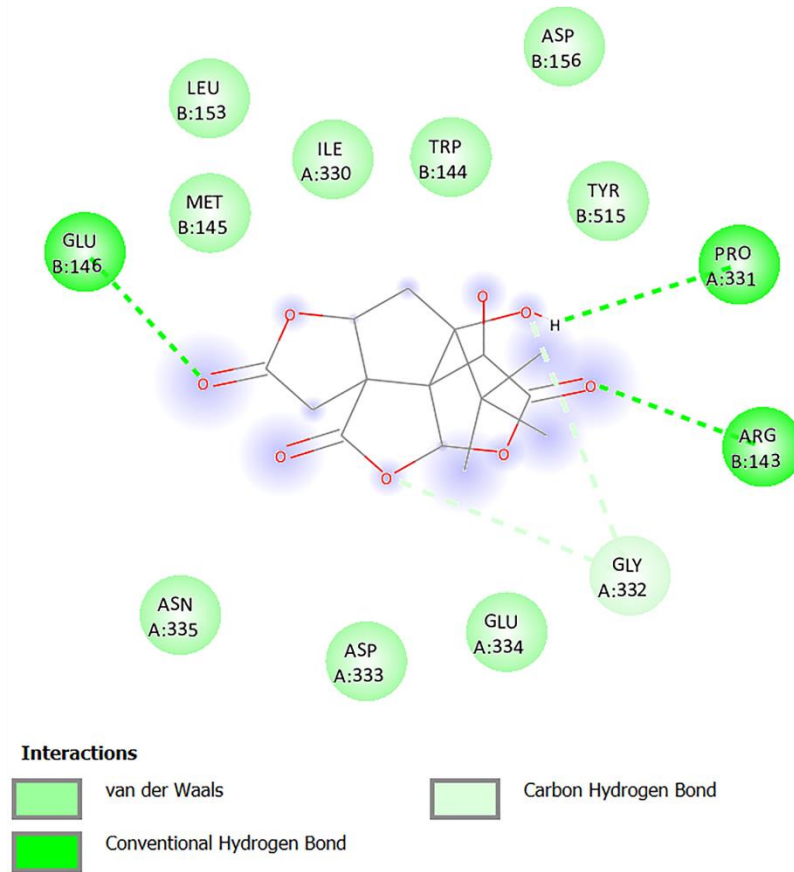 ASP
B:156
LEU
B:153
ILE
A:330
TRP
B:144
MET
B:145
TYR
B:515
GLU
B:146
PRO
A:331
O
O
O
H
O
O
O
O
O
ARG
B:143
GLY
A:332
ASN
A:335
ASP
A:333
GLU
A:334
Interactions
van der Waals
Carbon Hydrogen Bond
Conventional Hydrogen Bond